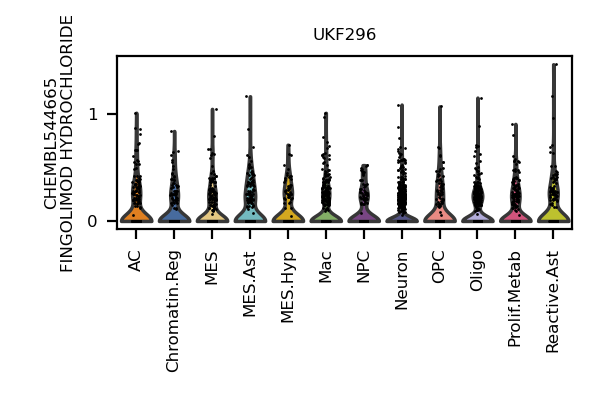 UKF296
CHEMBL544665
FINGOLIMOD HYDROCHLORIDE
1
0
AC
Chromatin.Reg
MES
MES.Ast
MES.Hyp
Mac
NPC
Neuron
OPC
Oligo
Prolif.Metab
Reactive.Ast